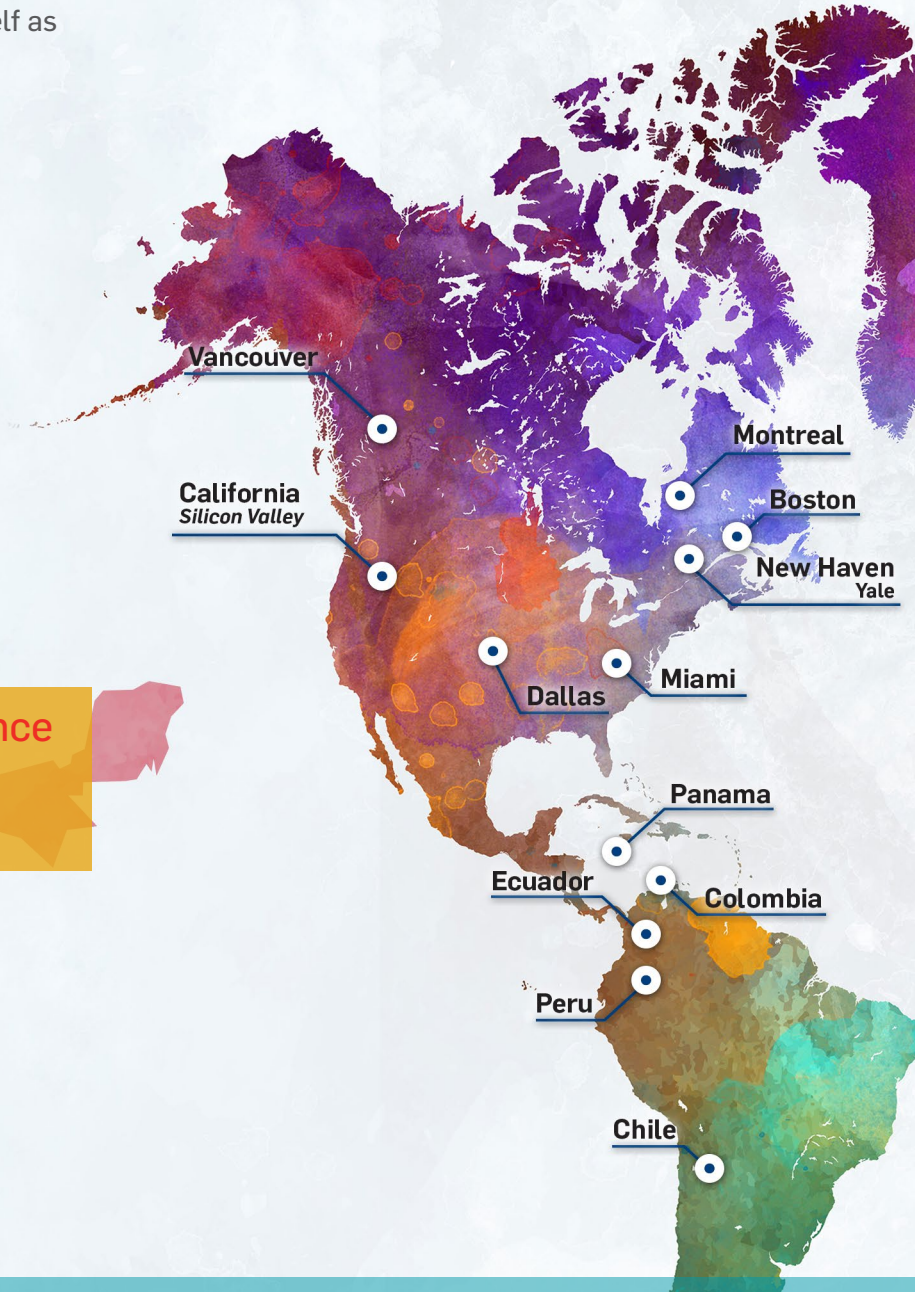 elf as
Vancouver
Montreal
California
Silicon Valley
Boston
New Haven
Yale
Miami
Dallas
nce
Panama
Ecuador
Colombia
Peru
Chile